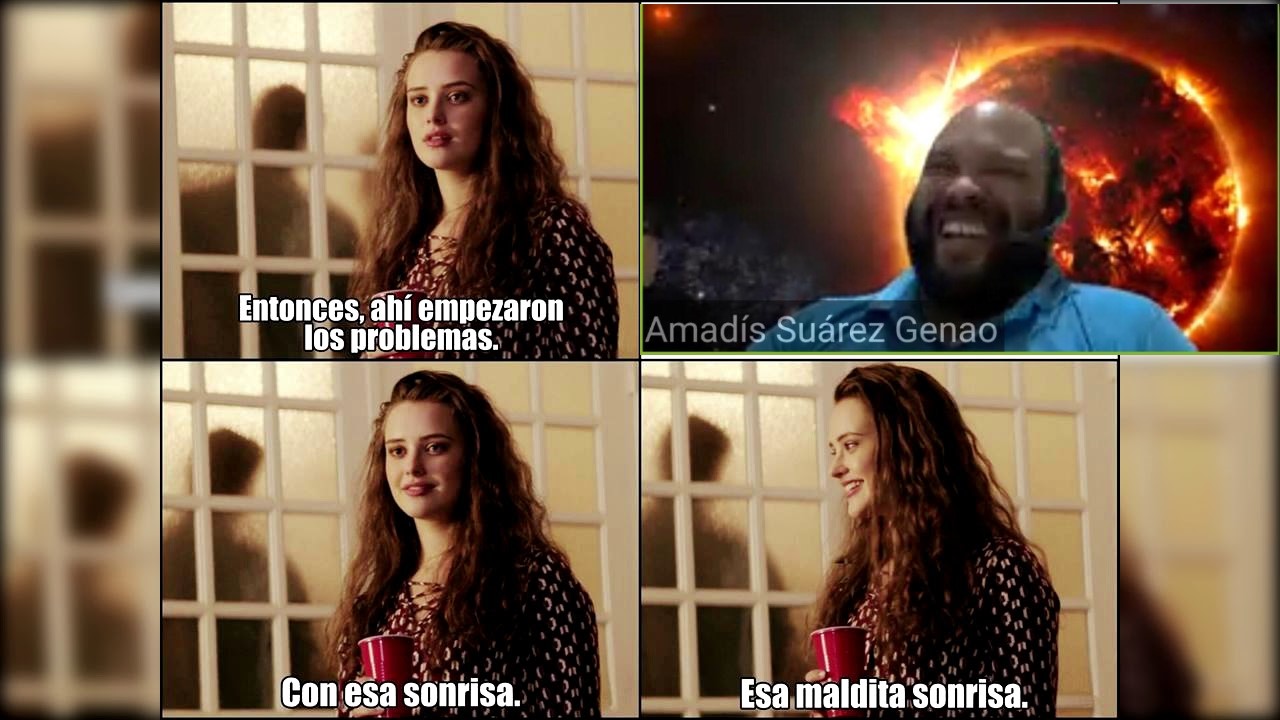 Entonces, ahí empezaron
los problemas.
Amadís Suárez Genao
Con esa sonrisa.
Esa maldita sonrisa.